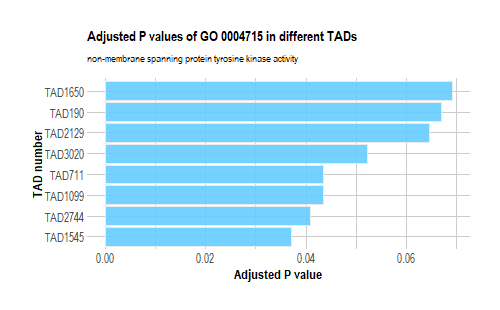 Adjusted P values of GO 0004715 in different TADs
non-membrane spanning protein tyrosine kinase activity
TAD number
TAD1650
TAD190
TAD2129
TAD3020
TAD711
TAD1099
TAD2744
TAD1545
0.00 0.02 0.04 0.06
Adjusted P value